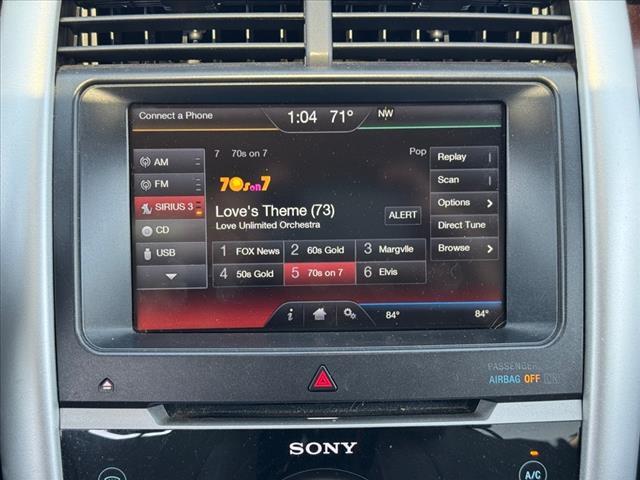 Connect a Phone
1:04 71° NW
7 70s on 7 Pop
70s on 7
Love's Theme (73)
Love Unlimited Orchestra
ALERT
AM
FM
SIRIUS 3
CD
USB
Replay
Scan
Options
Direct Tune
Browse
1 FOX News 2 60s Gold 3 Margvlle
4 50s Gold 5 70s on 7 6 Elvis
84° 84°
PASSENGER
AIRBAG OFF ON
SONY
A/C